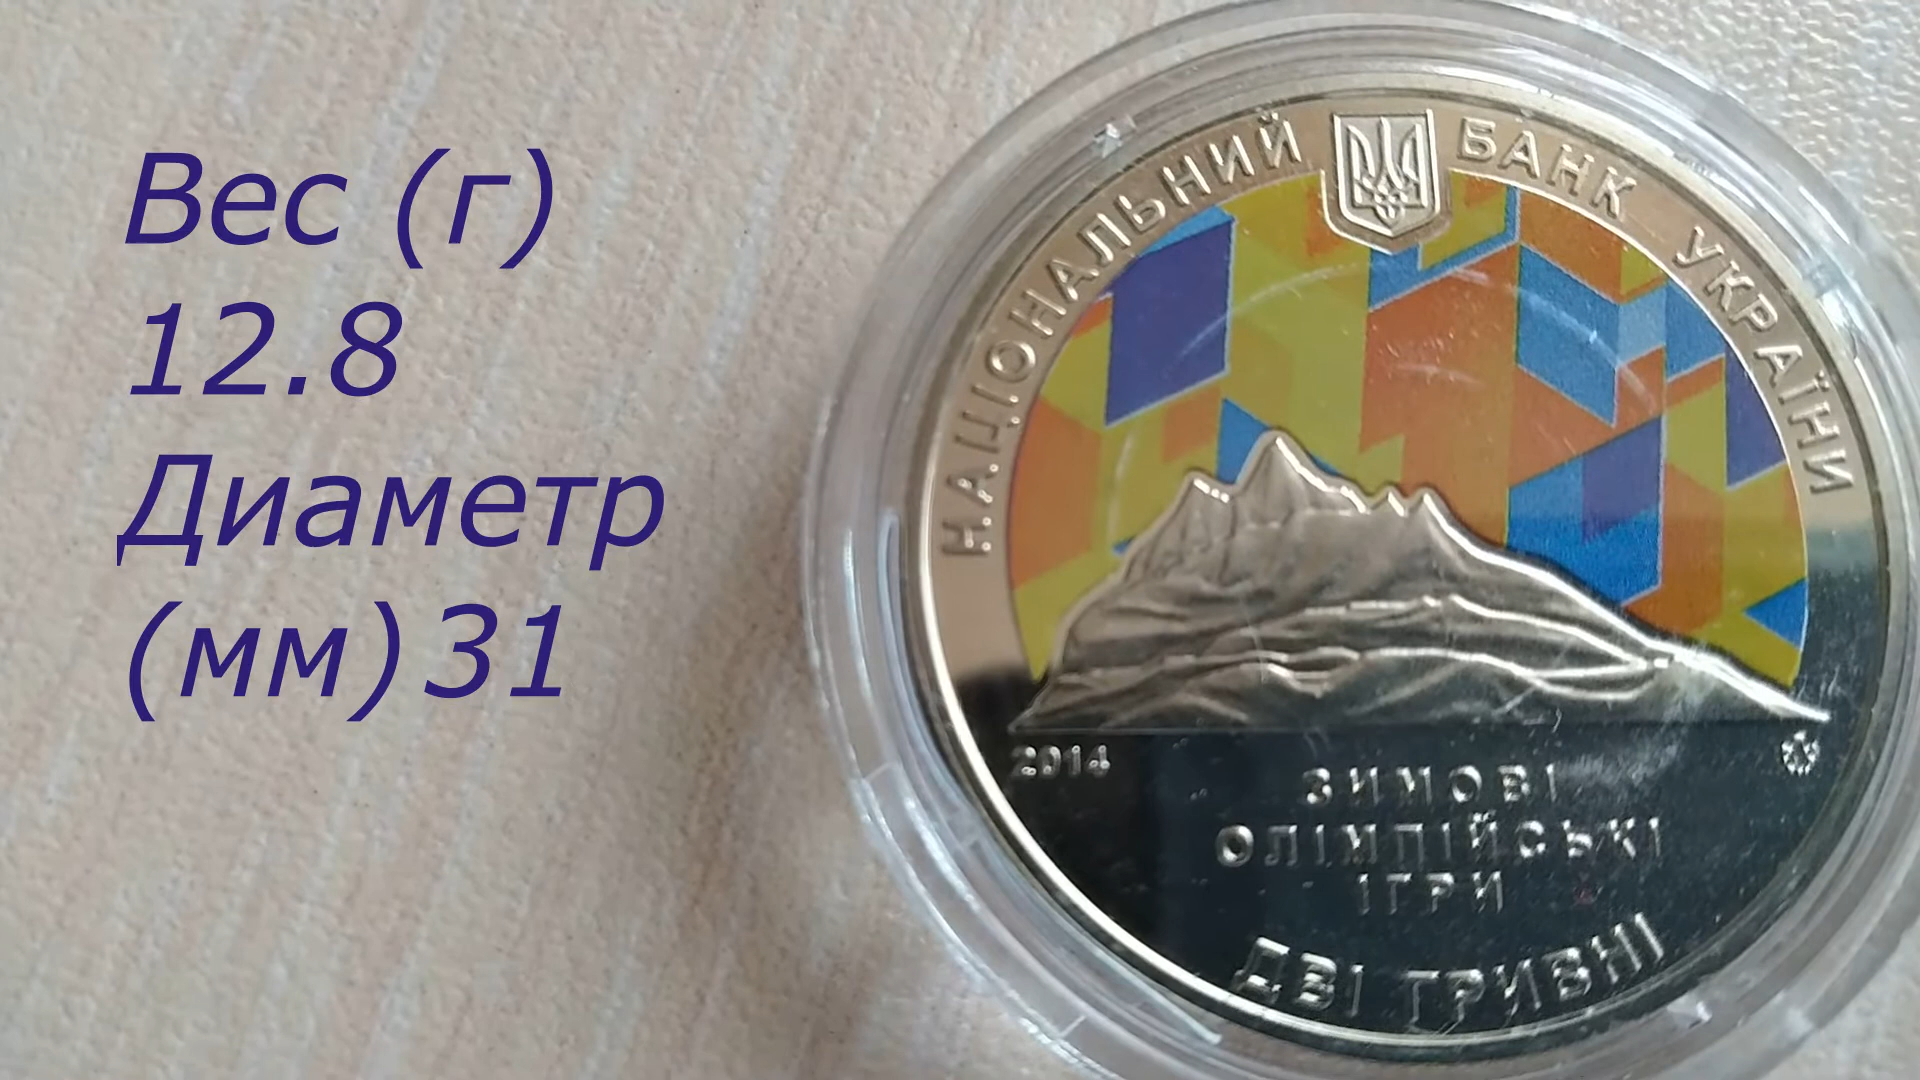 Вес (г)
12.8
Диаметр
(мм) 31
НАЦІОНАЛЬНИЙ БАНК УКРАЇНИ
2014
ЗИМОВІ
ОЛІМПІЙСЬКІ
ІГРИ
ДВІ ГРИВНІ